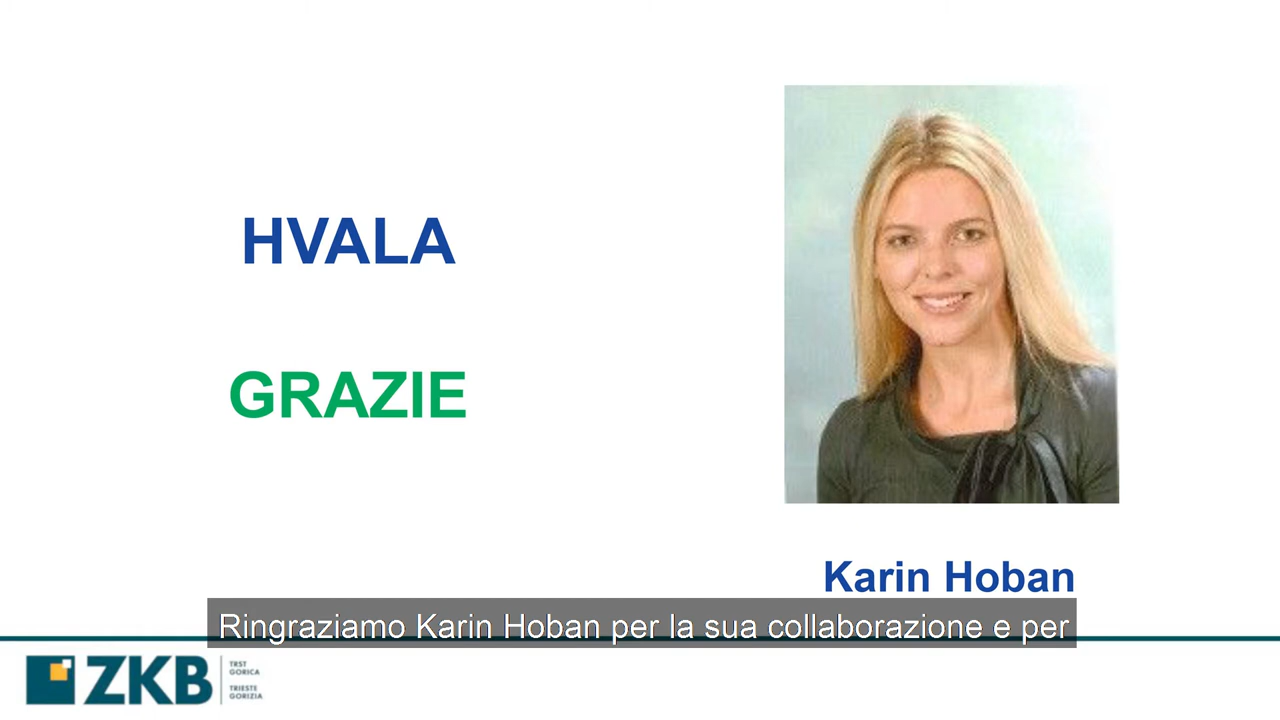 HVALA
GRAZIE
Karin Hoban
Ringraziamo Karin Hoban per la sua collaborazione e per
ZKB
TRST
GORICA
TRIESTE
GORIZIA